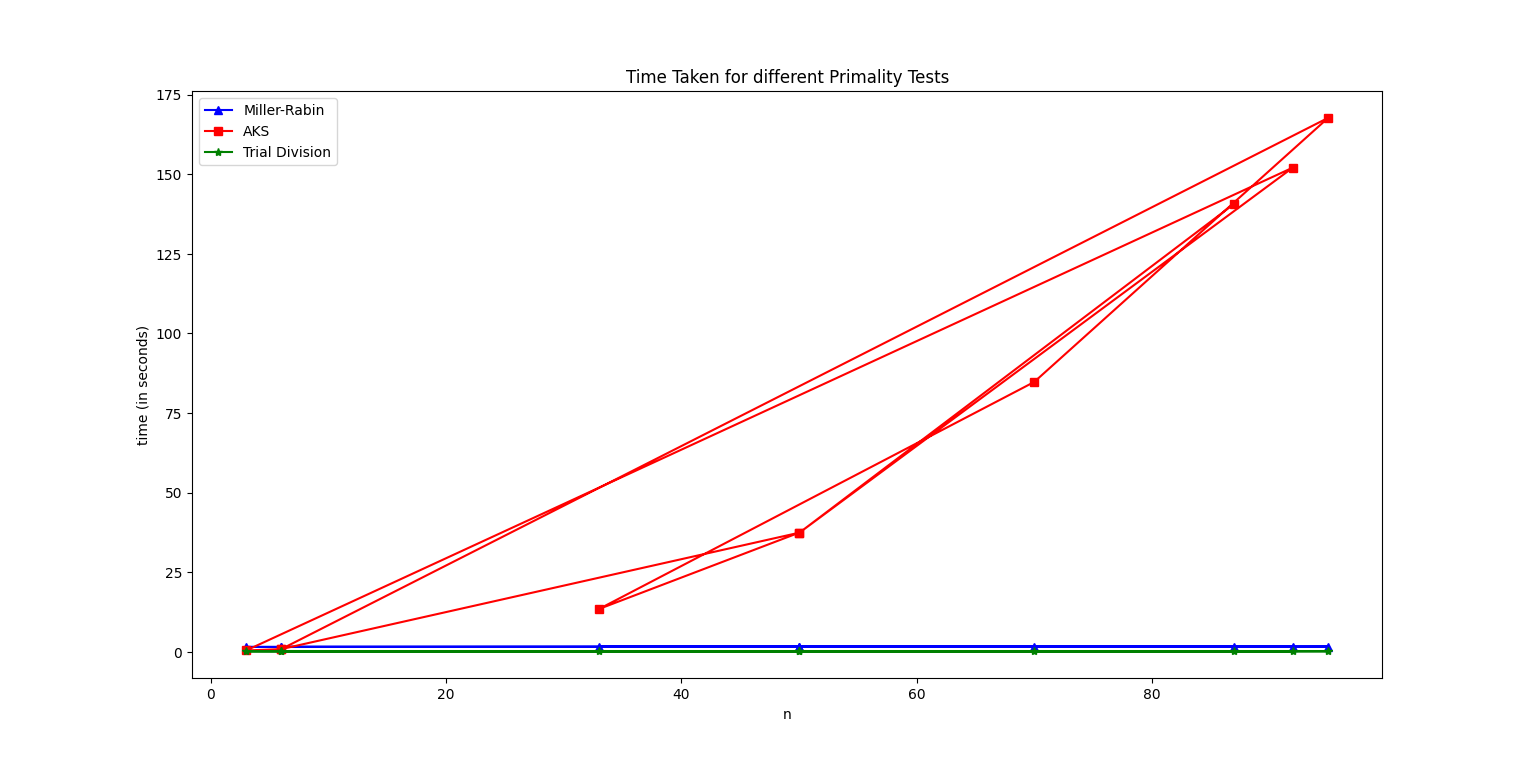 Time Taken for different Primality Tests
Miller-Rabin
AKS
Trial Division
175
150
125
100
75
50
25
0
time (in seconds)
0 20 40 60 80
n